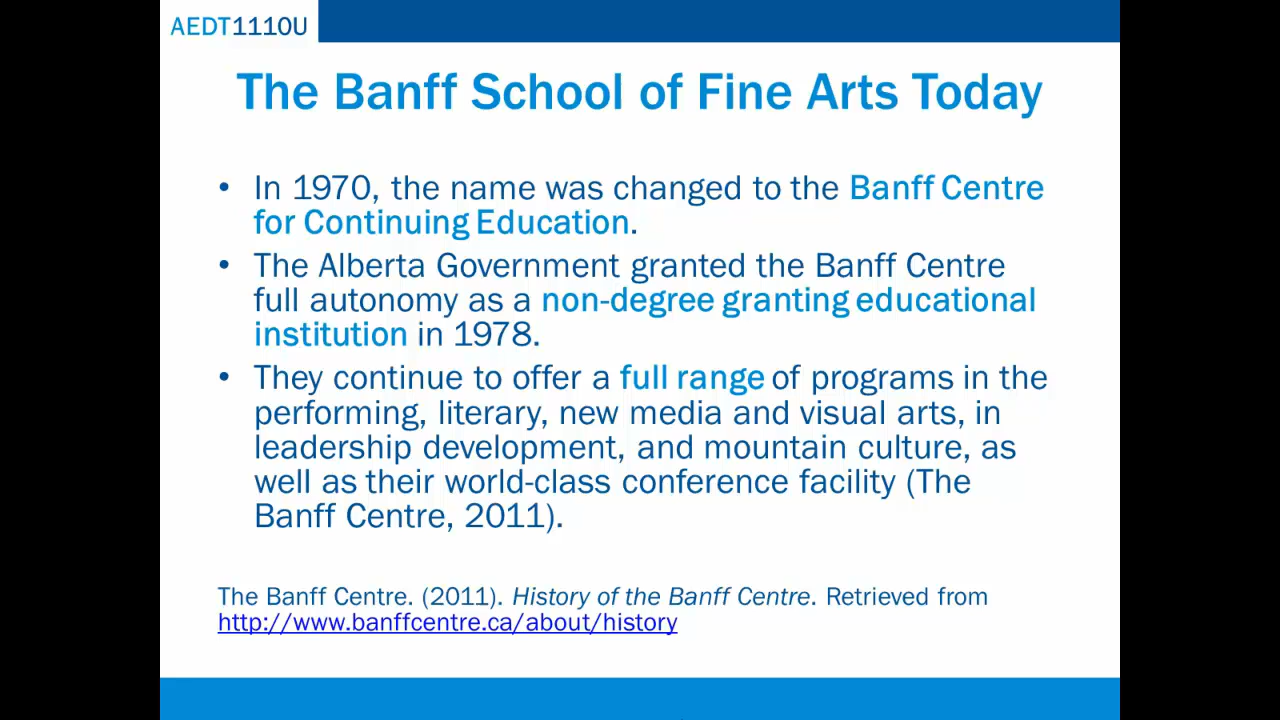 AEDT1110U
The Banff School of Fine Arts Today
• In 1970, the name was changed to the Banff Centre
for Continuing Education.
• The Alberta Government granted the Banff Centre
full autonomy as a non-degree granting educational
institution in 1978.
• They continue to offer a full range of programs in the
performing, literary, new media and visual arts, in
leadership development, and mountain culture, as
well as their world-class conference facility (The
Banff Centre, 2011).
The Banff Centre. (2011). History of the Banff Centre. Retrieved from
http://www.banffcentre.ca/about/history